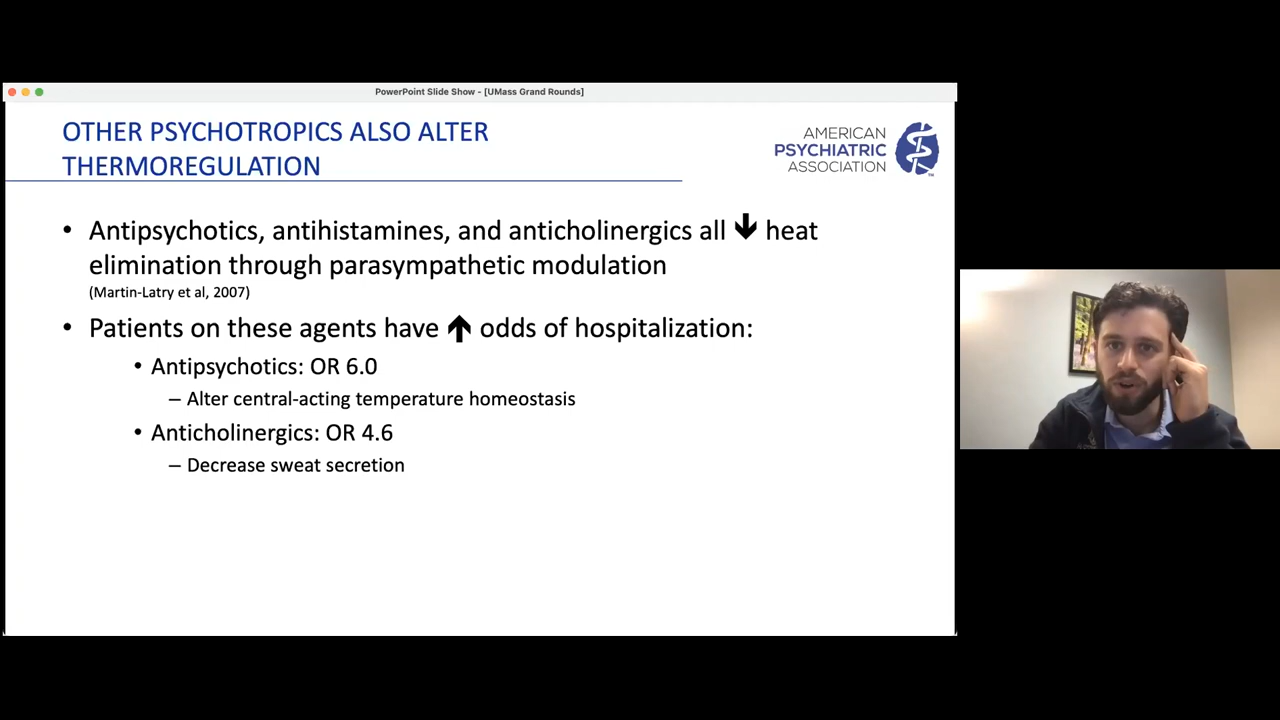 PowerPoint Slide Show - [UMass Grand Rounds]
OTHER PSYCHOTROPICS ALSO ALTER
THERMOREGULATION
AMERICAN
PSYCHIATRIC
ASSOCIATION
TM
• Antipsychotics, antihistamines, and anticholinergics all ↓ heat
elimination through parasympathetic modulation
(Martin-Latry et al, 2007)
• Patients on these agents have ↑ odds of hospitalization:
• Antipsychotics: OR 6.0
– Alter central-acting temperature homeostasis
• Anticholinergics: OR 4.6
– Decrease sweat secretion